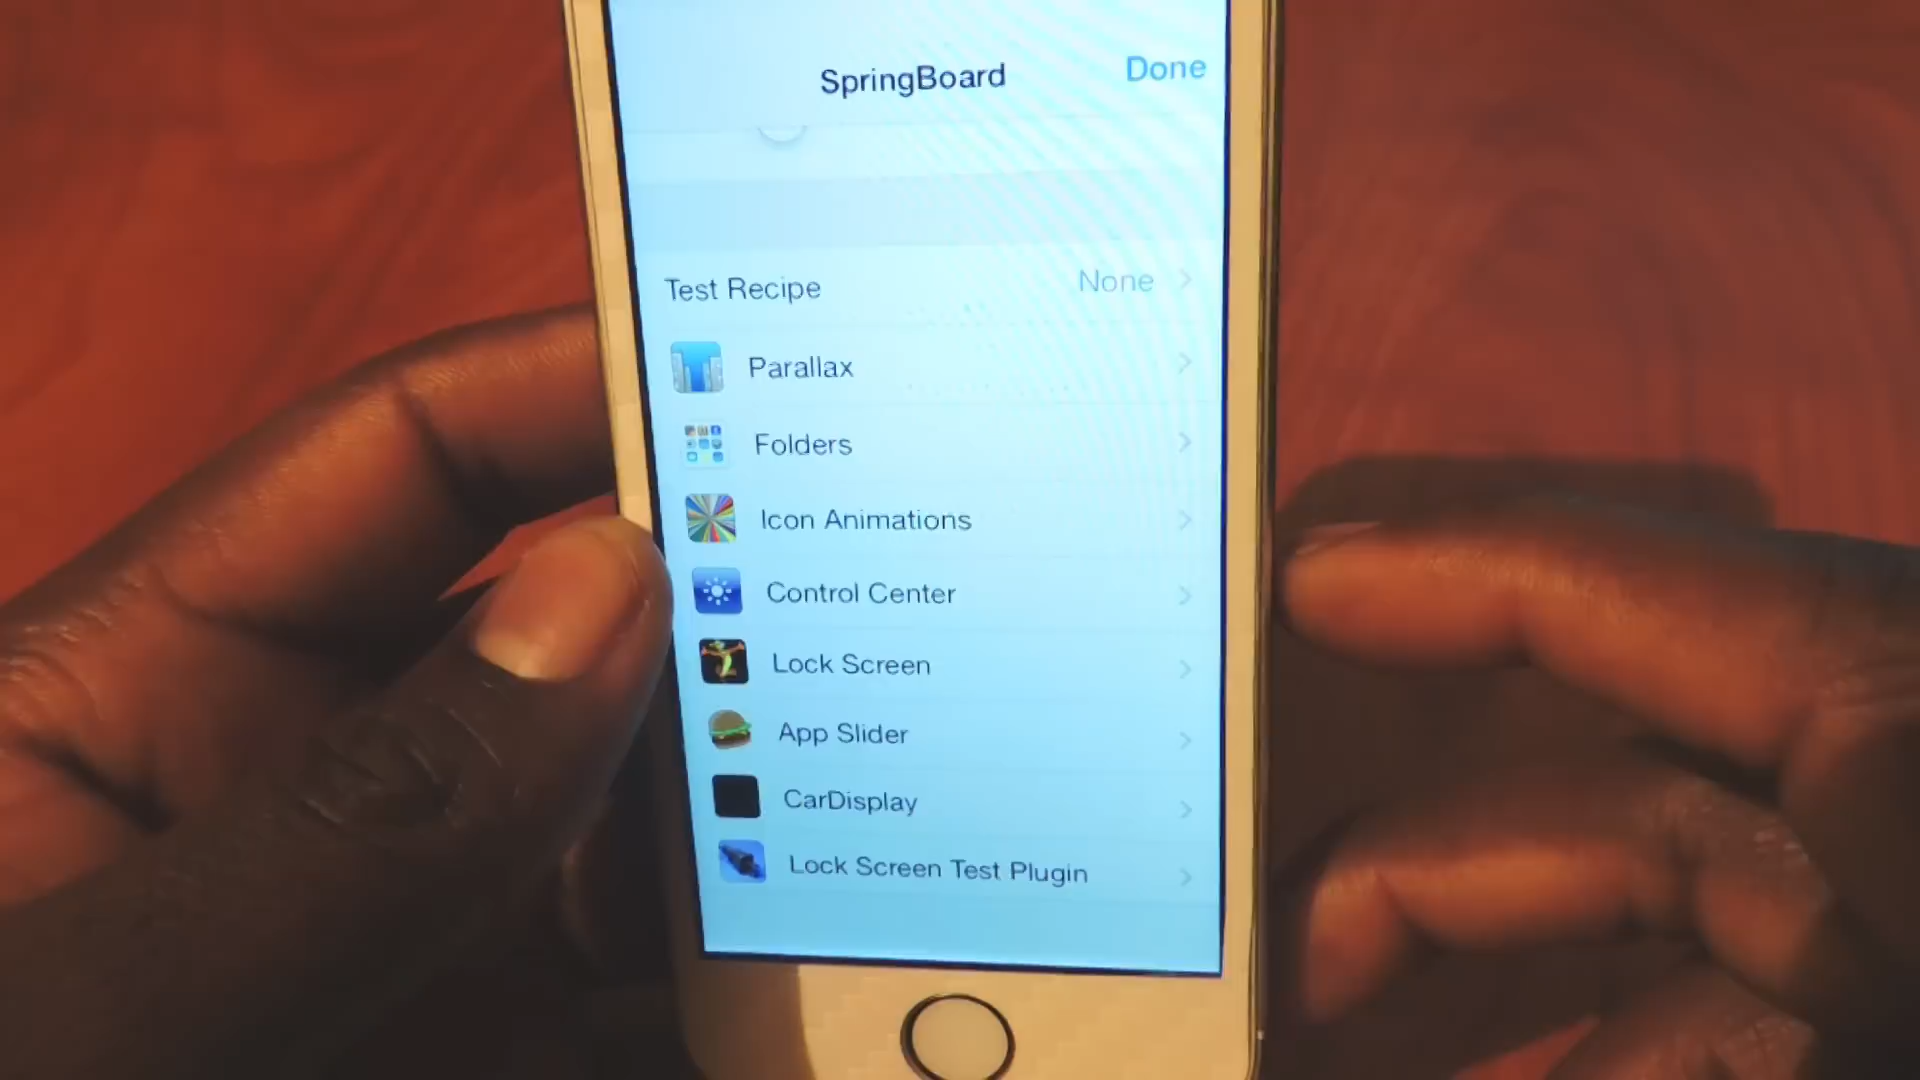 SpringBoard
Done
Test Recipe
None
Parallax
Folders
Icon Animations
Control Center
Lock Screen
App Slider
CarDisplay
Lock Screen Test Plugin